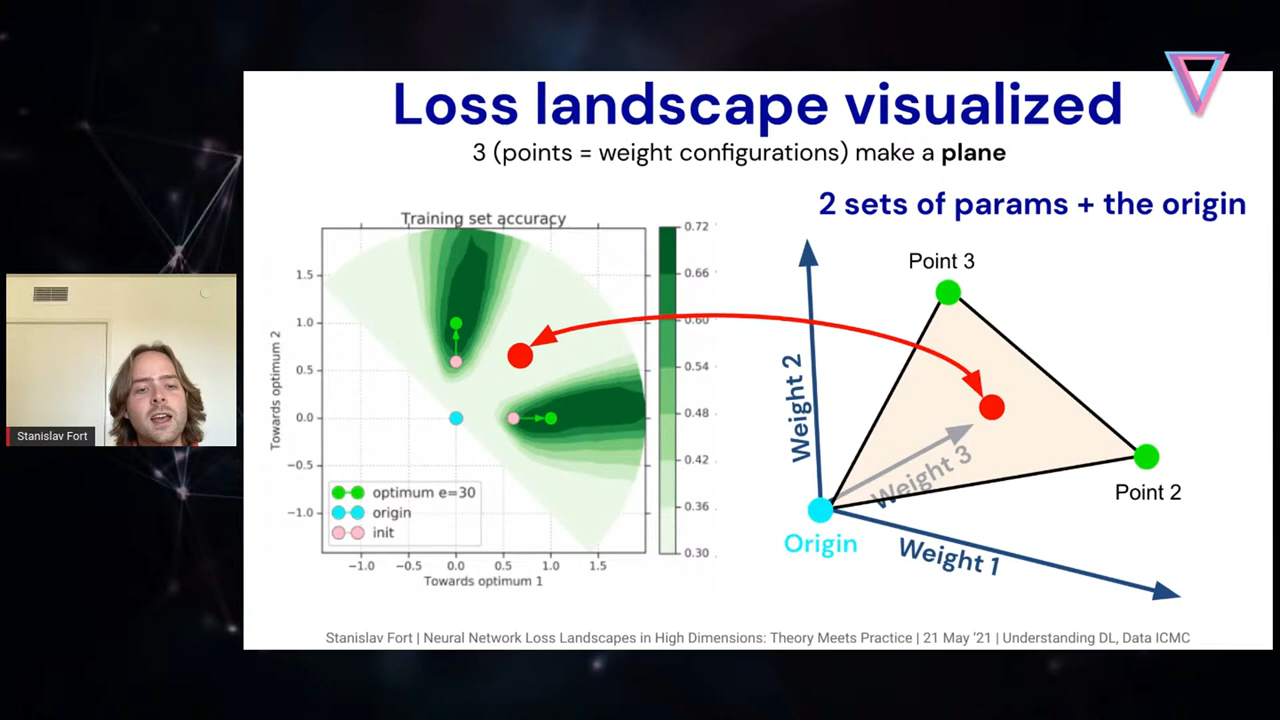 Loss landscape visualized
3 (points = weight configurations) make a plane
2 sets of params + the origin
Training set accuracy
1.5
1.0
0.5
0.0
−0.5
−1.0
Towards optimum 2
−1.0
−0.5
0.0
0.5
1.0
1.5
Towards optimum 1
optimum e=30
origin
init
0.72
0.66
0.60
0.54
0.48
0.42
0.36
0.30
Point 3
Weight 2
Weight 3
Point 2
Origin
Weight 1
Stanislav Fort
Stanislav Fort | Neural Network Loss Landscapes in High Dimensions: Theory Meets Practice | 21 May '21 | Understanding DL, Data ICMC